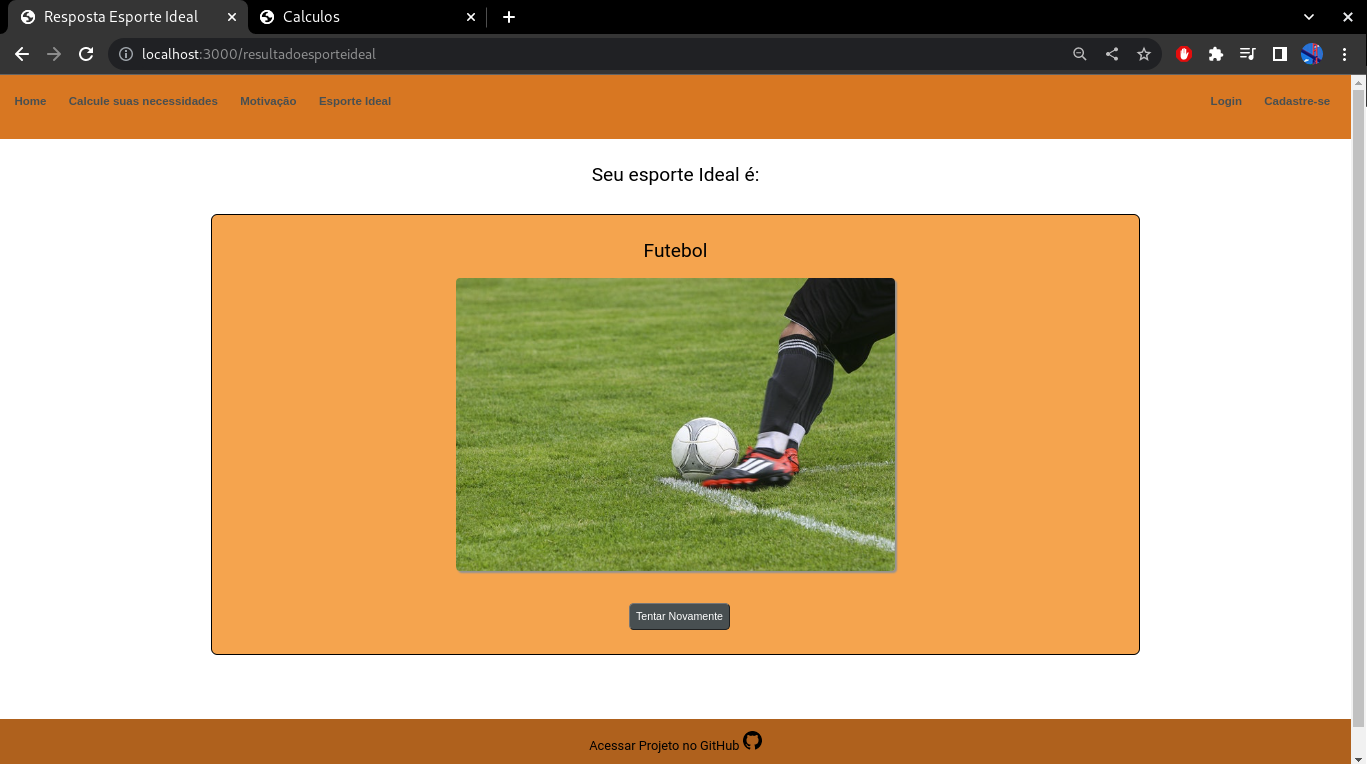 Resposta Esporte Ideal
Calculos
localhost:3000/resultadoesporteideal
Home
Calcule suas necessidades
Motivação
Esporte Ideal
Login
Cadastre-se
Seu esporte Ideal é:
Futebol
Tentar Novamente
Acessar Projeto no GitHub